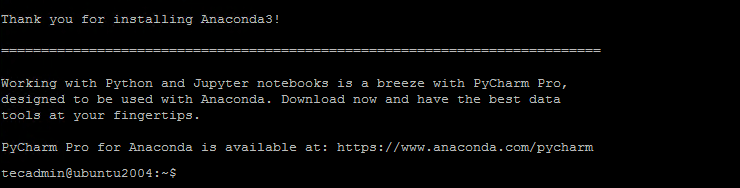 Thank you for installing Anaconda3!
===========================================================================
Working with Python and Jupyter notebooks is a breeze with PyCharm Pro,
designed to be used with Anaconda. Download now and have the best data
tools at your fingertips.
PyCharm Pro for Anaconda is available at: https://www.anaconda.com/pycharm
tecadmin@ubuntu2004:~$